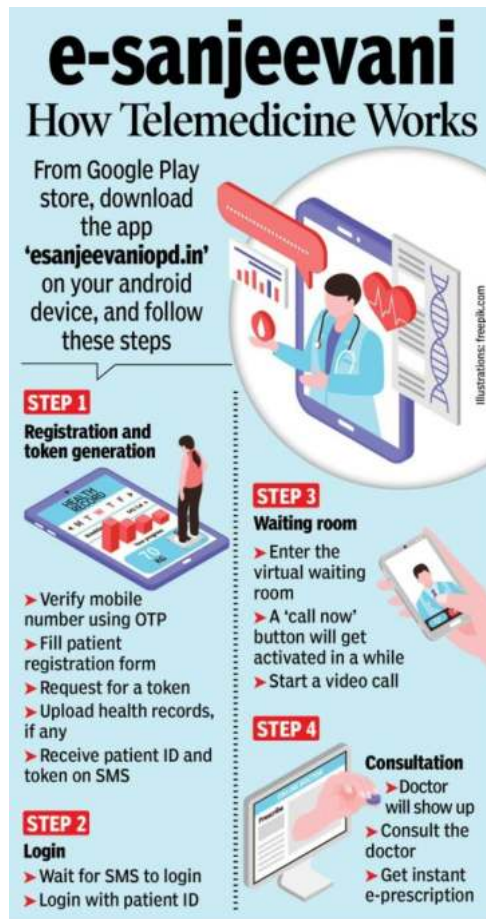 e-sanjeevani
How Telemedicine Works
From Google Play
store, download
the app
‘esanjeevaniopd.in’
on your android
device, and follow
these steps
Illustrations: freepik.com
STEP 1
Registration and
token generation
HEALTH
RECORD
M T W T F
70
KG
➤ Verify mobile
number using OTP
➤ Fill patient
registration form
➤ Request for a token
➤ Upload health records,
if any
➤ Receive patient ID and
token on SMS
STEP 2
Login
➤ Wait for SMS to login
➤ Login with patient ID
STEP 3
Waiting room
➤ Enter the
virtual waiting
room
➤ A ‘call now’
button will get
activated in a while
➤ Start a video call
STEP 4
Prescribe
Consultation
➤ Doctor
will show up
➤ Consult the
doctor
➤ Get instant
e-prescription